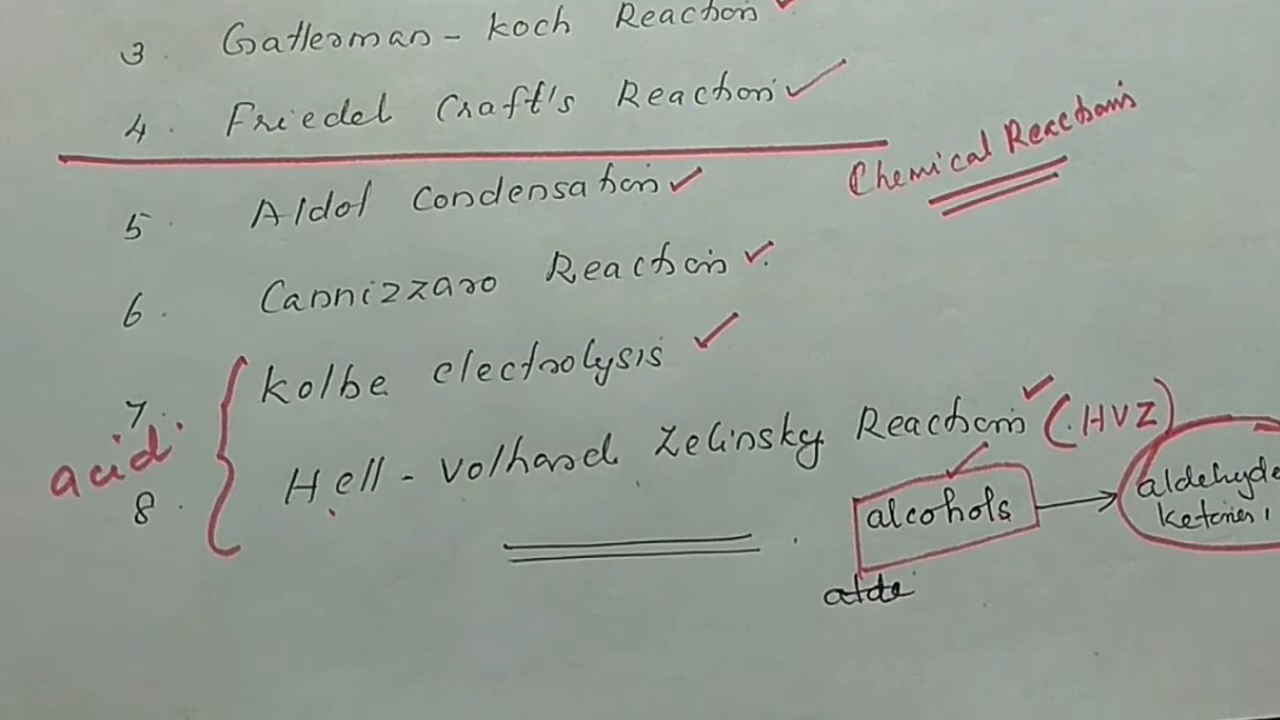 3. Gatterman - Koch Reaction
4. Friedel Craft's Reaction
Chemical Reactions
5. Aldol Condensation
6. Cannizzaro Reaction
7. Kolbe electrolysis
acid
8. Hell - Volhard Zelinsky Reaction (HVZ)
alcohols → aldehyde
ketones,
alde